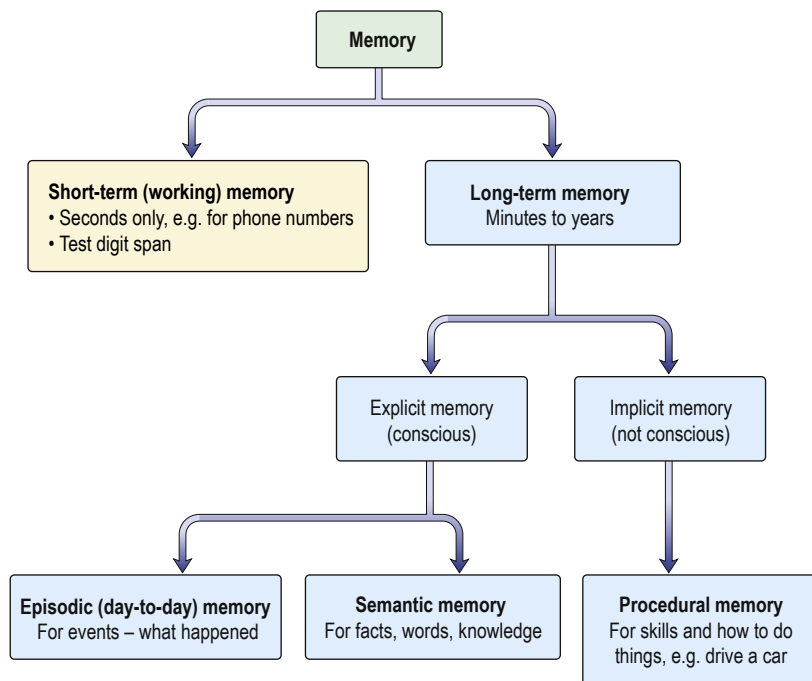 Memory
Short-term (working) memory
• Seconds only, e.g. for phone numbers
• Test digit span
Long-term memory
Minutes to years
Explicit memory
(conscious)
Implicit memory
(not conscious)
Episodic (day-to-day) memory
For events – what happened
Semantic memory
For facts, words, knowledge
Procedural memory
For skills and how to do
things, e.g. drive a car